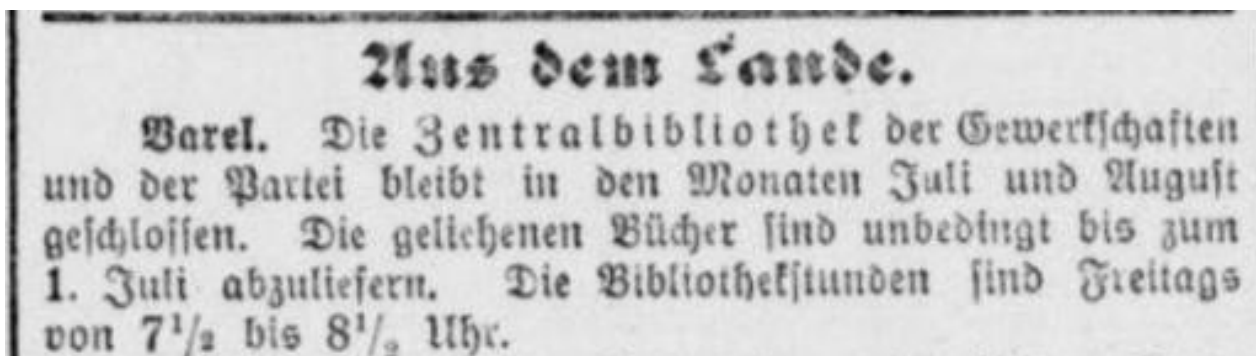 Aus dem Lande.
Varel. Die Zentralbibliothek der Gewerkschaften
und der Partei bleibt in den Monaten Juli und August
geschlossen. Die geliehenen Bücher sind unbedingt bis zum
1. Juli abzuliefern. Die Bibliothekstunden sind Freitags
von 7½ bis 8½ Uhr.